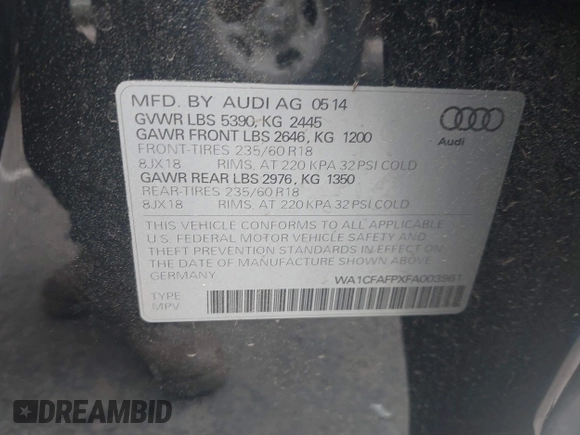 MFD. BY AUDI AG 05 14
GVWR LBS 5390, KG 2445
GAWR FRONT LBS 2646, KG 1200
FRONT-TIRES 235/60 R18
8JX18 RIMS, AT 220 KPA 32 PSI COLD
GAWR REAR LBS 2976, KG 1350
REAR-TIRES 235/60 R18
8JX18 RIMS, AT 220 KPA 32 PSI COLD
Audi
THIS VEHICLE CONFORMS TO ALL APPLICABLE
U.S. FEDERAL MOTOR VEHICLE SAFETY AND
THEFT PREVENTION STANDARDS IN EFFECT ON
THE DATE OF MANUFACTURE SHOWN ABOVE
GERMANY
WA1CFAFPXFA003961
TYPE
MPV
DREAMBID